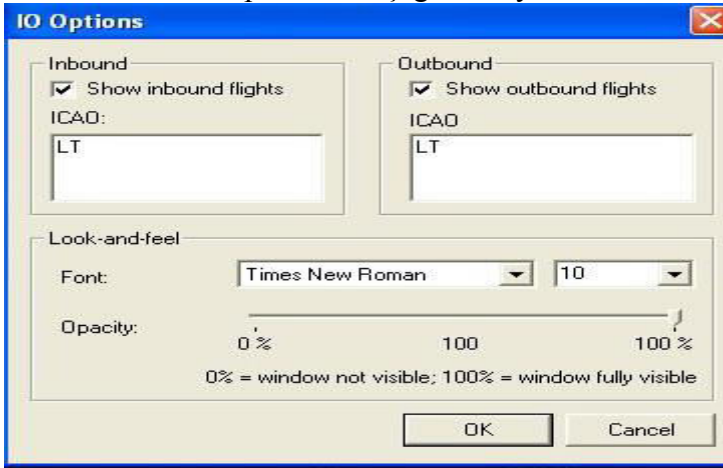 IO Options
Inbound
Show inbound flights
ICAO:
LT
Outbound
Show outbound flights
ICAO
LT
Look-and-feel
Font:
Times New Roman
10
Opacity:
0 %
100
100 %
0% = window not visible; 100% = window fully visible
OK
Cancel